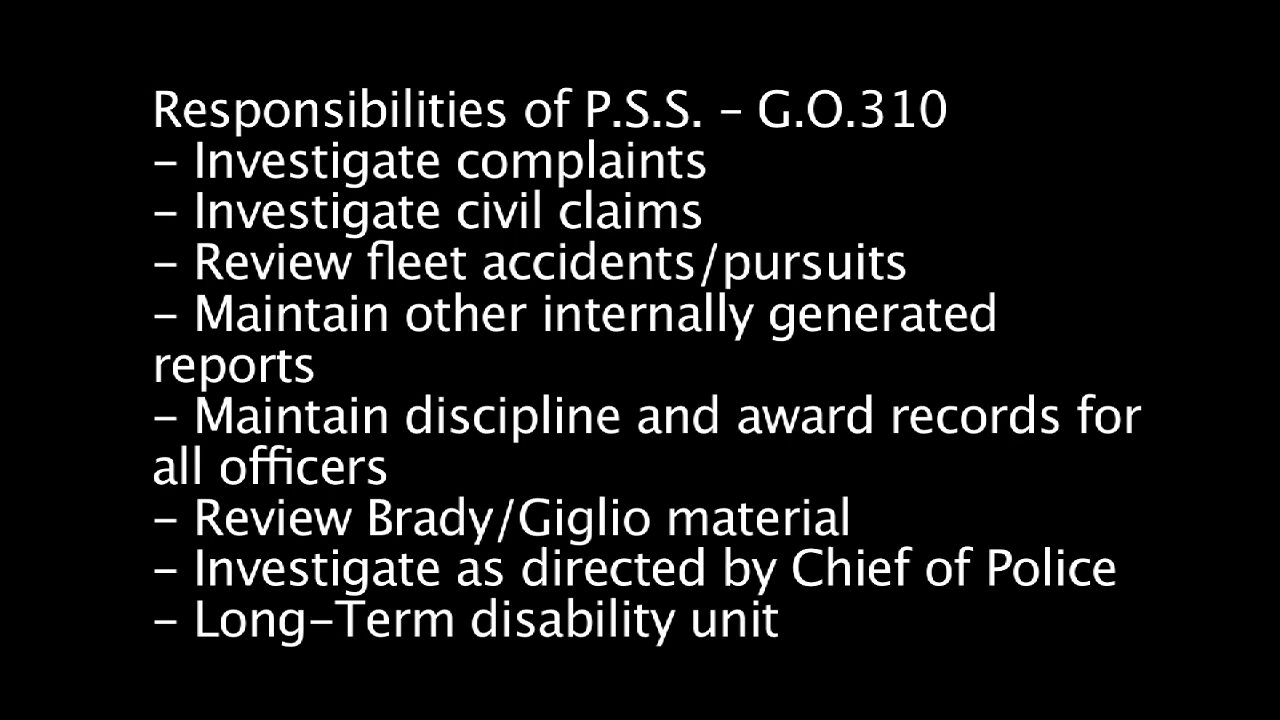 Responsibilities of P.S.S. – G.O.310
– Investigate complaints
– Investigate civil claims
– Review fleet accidents/pursuits
– Maintain other internally generated
reports
– Maintain discipline and award records for
all officers
– Review Brady/Giglio material
– Investigate as directed by Chief of Police
– Long–Term disability unit